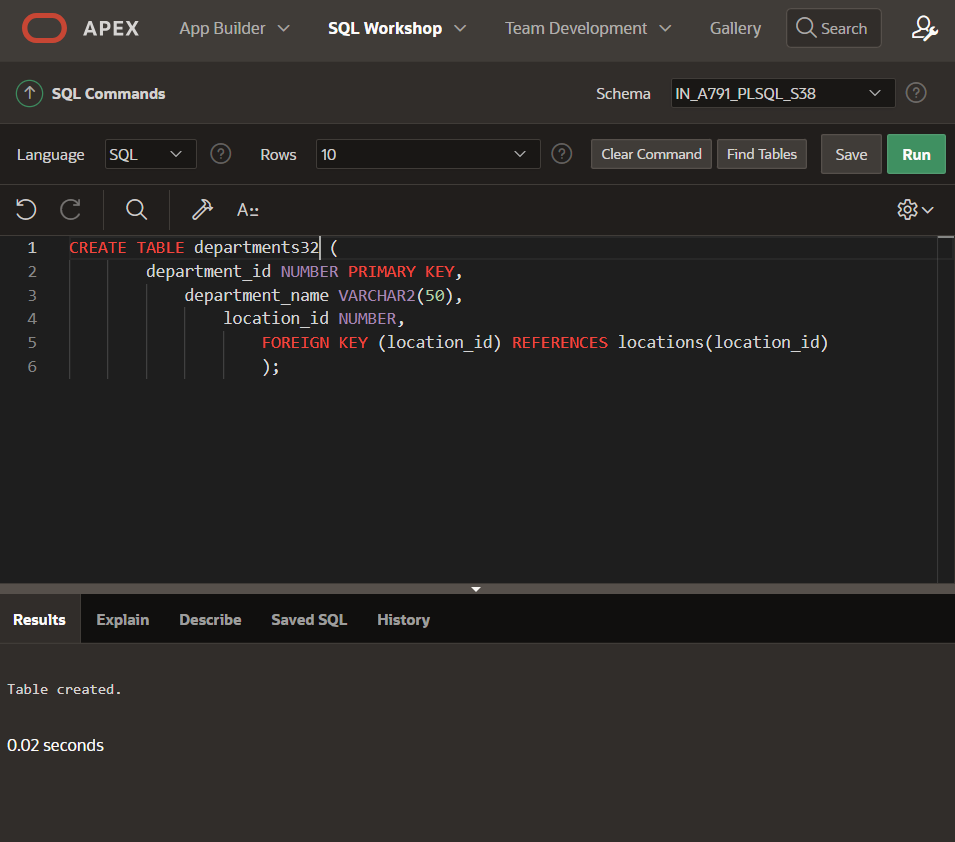 APEX App Builder SQL Workshop Team Development Gallery Search
SQL Commands Schema IN_A791_PLSQL_S38 ?
Language SQL ? Rows 10 ? Clear Command Find Tables Save Run
A::
1 CREATE TABLE departments32 (
2 department_id NUMBER PRIMARY KEY,
3 department_name VARCHAR2(50),
4 location_id NUMBER,
5 FOREIGN KEY (location_id) REFERENCES locations(location_id)
6 );
Results Explain Describe Saved SQL History
Table created.
0.02 seconds